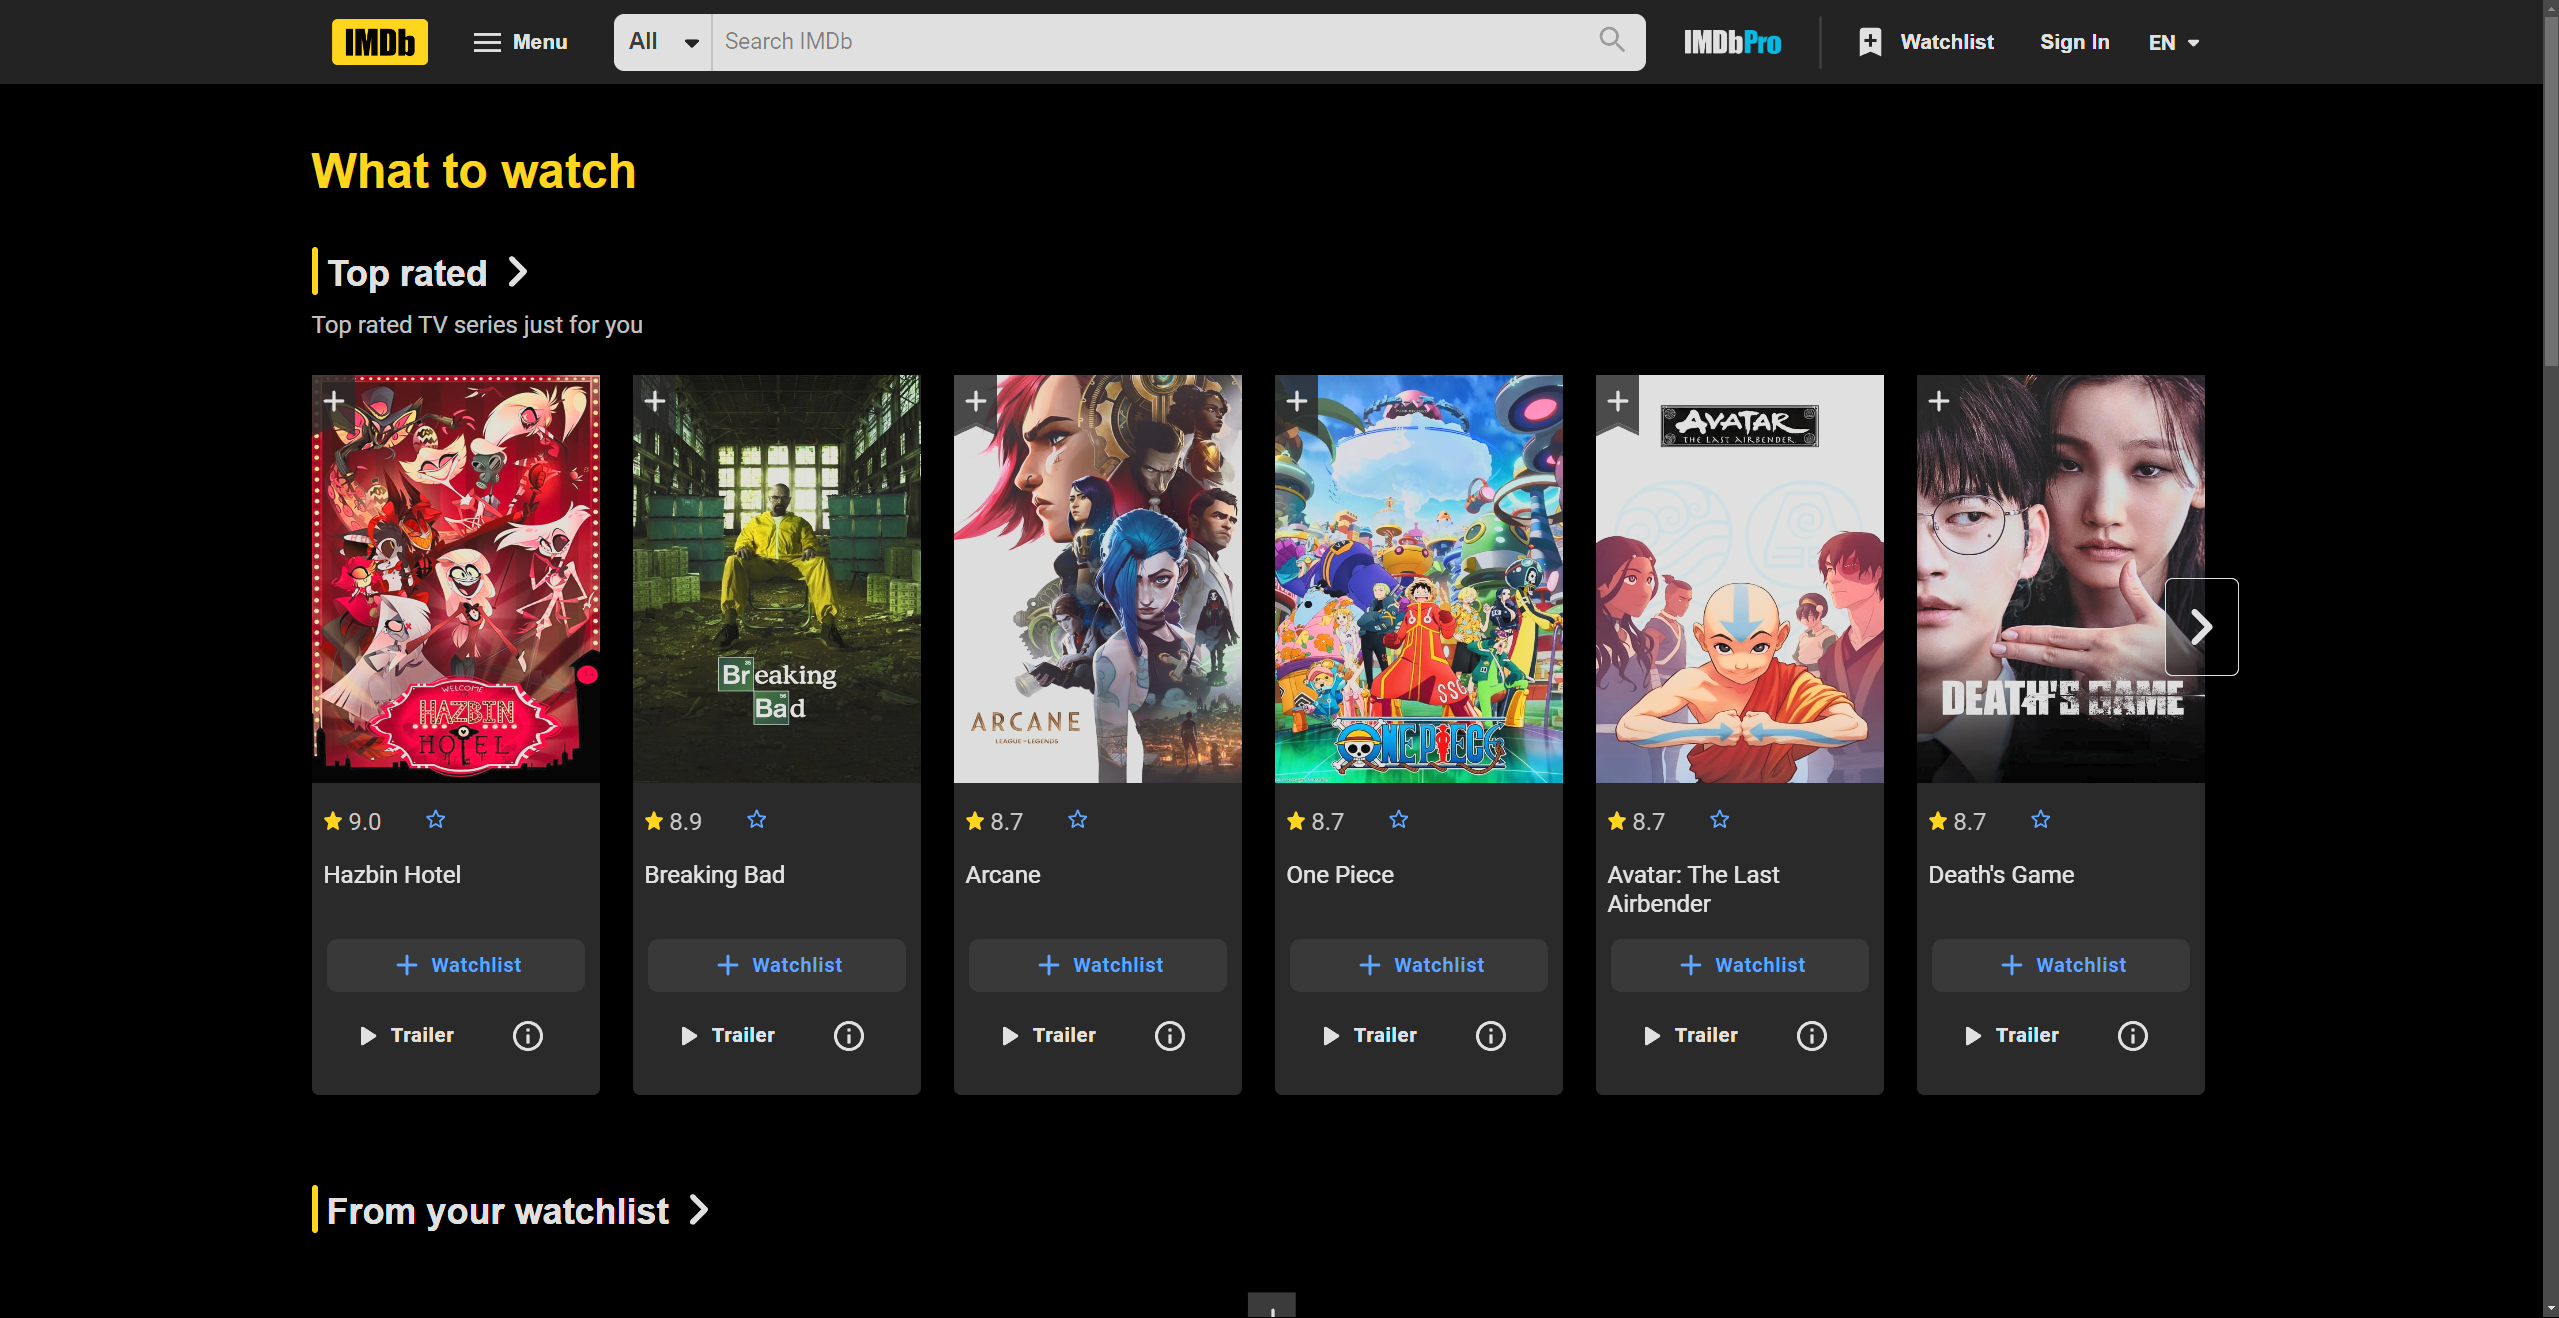 IMDb
Menu
All
Search IMDb
IMDbPro
Watchlist
Sign In
EN
What to watch
Top rated
Top rated TV series just for you
WELCOME
HAZBIN
HOTEL
Breaking
Bad
ARCANE
LEAGUE OF LEGENDS
SSG
ONE PIECE
AVATAR
THE LAST AIRBENDER
DEATH'S GAME
9.0
8.9
8.7
8.7
8.7
8.7
Hazbin Hotel
Breaking Bad
Arcane
One Piece
Avatar: The Last
Airbender
Death's Game
Watchlist
Watchlist
Watchlist
Watchlist
Watchlist
Watchlist
Trailer
Trailer
Trailer
Trailer
Trailer
Trailer
From your watchlist